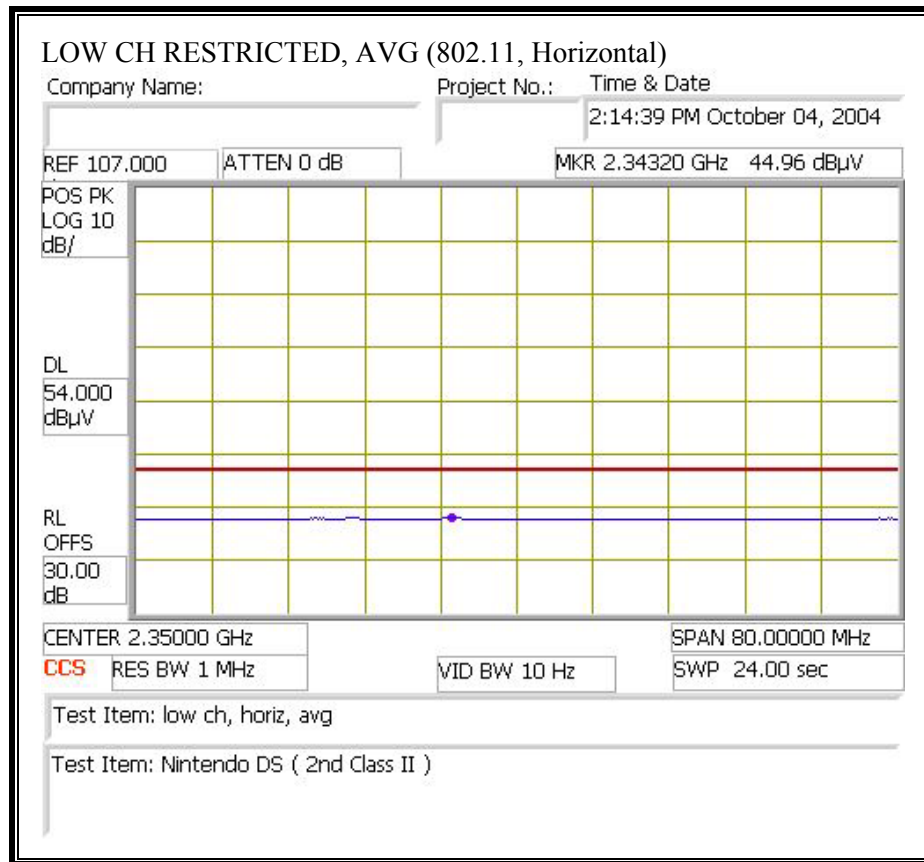 LOW CH RESTRICTED, AVG (802.11, Horizontal)
Company Name: Project No.: Time & Date
2:14:39 PM October 04, 2004
REF 107.000 ATTEN 0 dB MKR 2.34320 GHz 44.96 dBµV
POS PK
LOG 10
dB/
DL
54.000
dBµV
RL
OFFS
30.00
dB
CENTER 2.35000 GHz SPAN 80.00000 MHz
CCS RES BW 1 MHz VID BW 10 Hz SWP 24.00 sec
Test Item: low ch, horiz, avg
Test Item: Nintendo DS ( 2nd Class II )